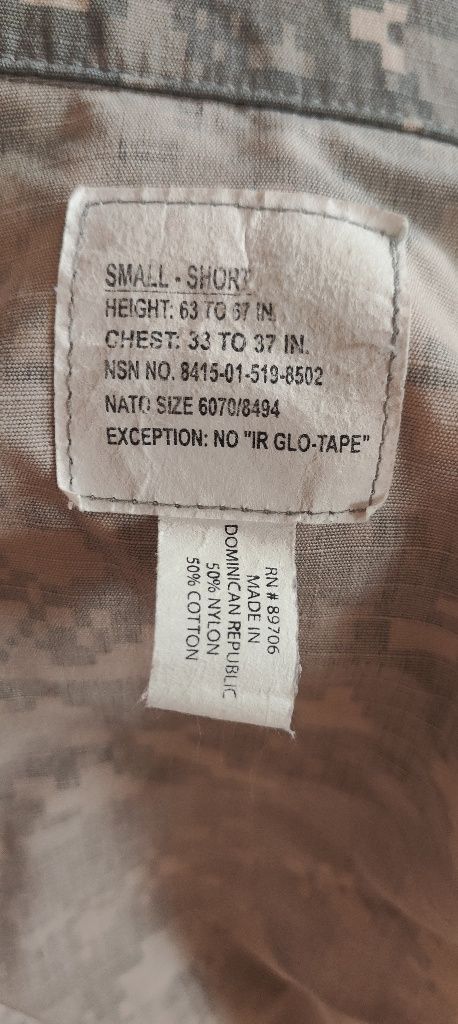 SMALL - SHORT
HEIGHT: 63 TO 67 IN.
CHEST: 33 TO 37 IN.
NSN NO. 8415-01-519-8502
NATO SIZE 6070/8494
EXCEPTION: NO "IR GLO-TAPE"
RN # 89706
MADE IN
DOMINICAN REPUBLIC
50% NYLON
50% COTTON